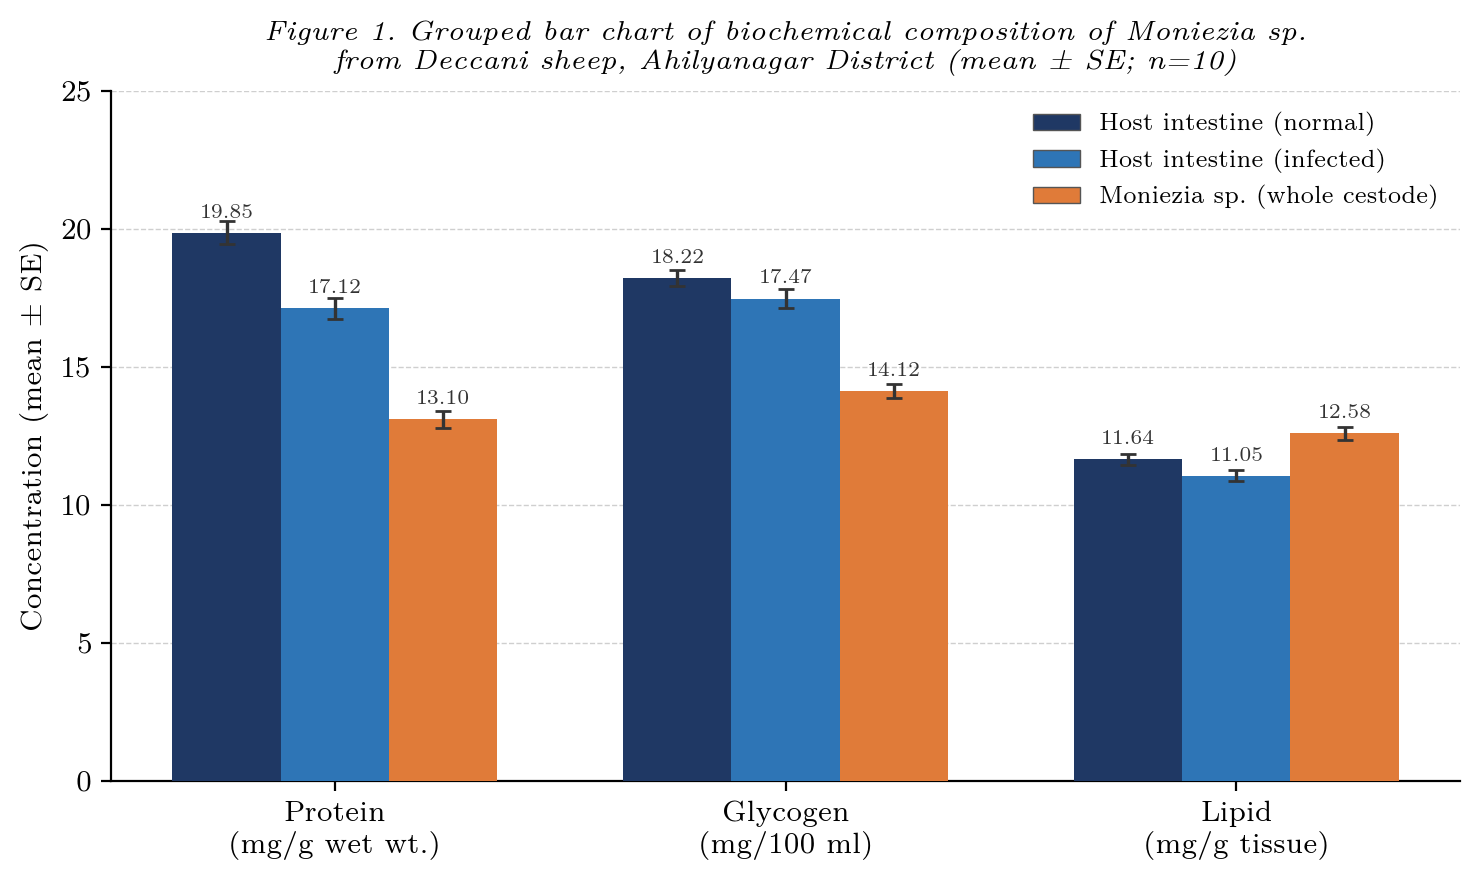 Figure 1. Grouped bar chart of biochemical composition of Moniezia sp.
from Deccani sheep, Ahilyanagar District (mean ± SE; n=10)
Concentration (mean ± SE)
25
20
15
10
5
0
Host intestine (normal)
Host intestine (infected)
Moniezia sp. (whole cestode)
19.85
17.12
13.10
18.22
17.47
14.12
11.64
11.05
12.58
Protein
(mg/g wet wt.)
Glycogen
(mg/100 ml)
Lipid
(mg/g tissue)